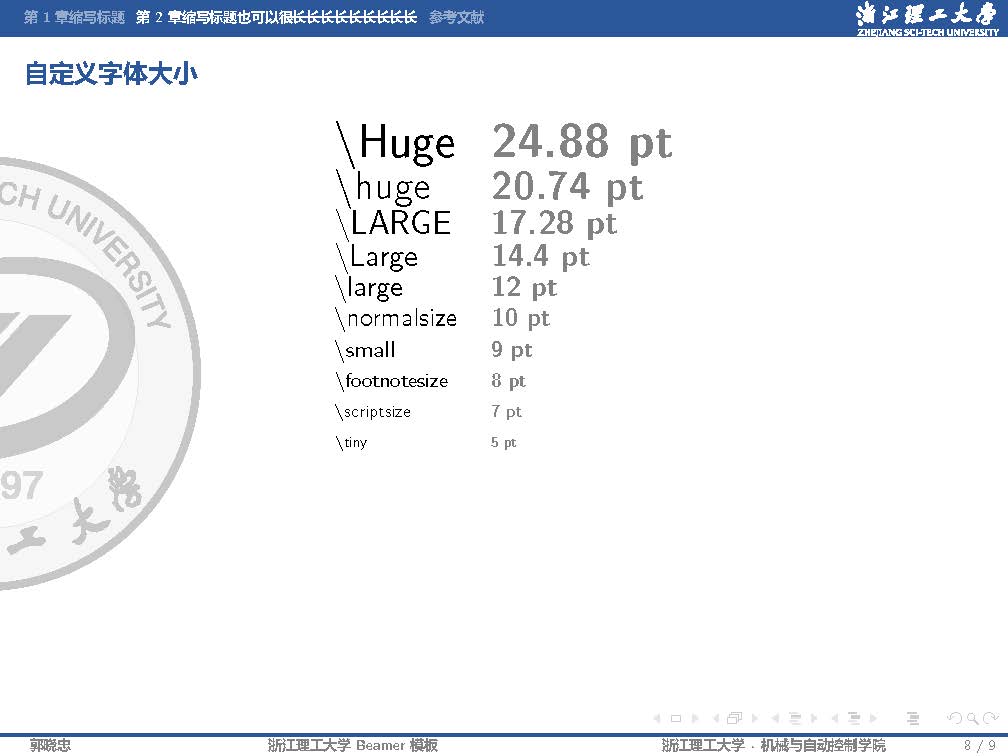 第 1 章缩写标题 第 2 章缩写标题也可以很长长长长长长长长长 参考文献
浙江理工大学
ZHEJIANG SCI-TECH UNIVERSITY
自定义字体大小
\Huge 24.88 pt
\huge 20.74 pt
\LARGE 17.28 pt
\Large 14.4 pt
\large 12 pt
\normalsize 10 pt
\small 9 pt
\footnotesize 8 pt
\scriptsize 7 pt
\tiny 5 pt
CH UNIVERSITY
97
工大学
郭晓忠 浙江理工大学 Beamer 模板 浙江理工大学 · 机械与自动控制学院 8 / 9